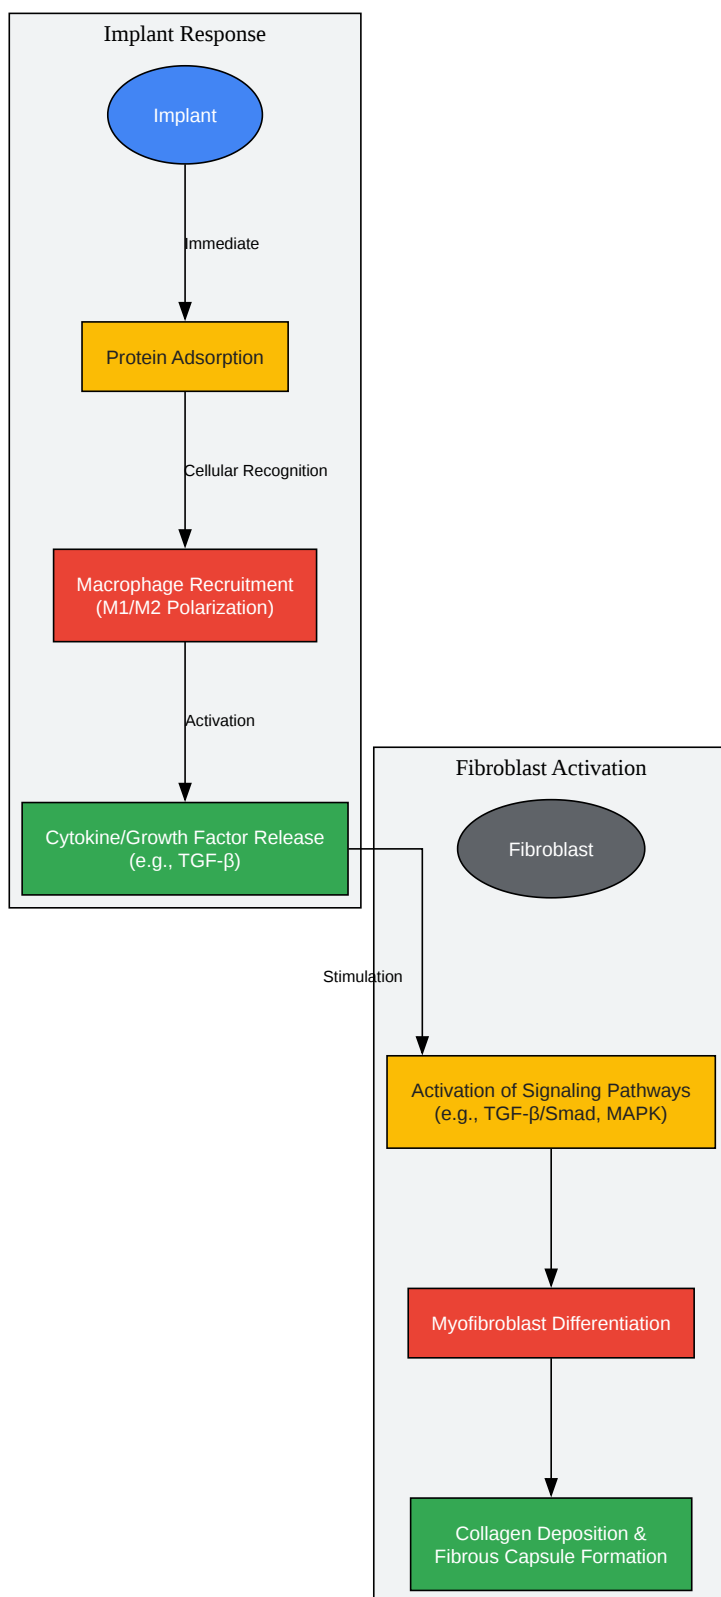 Implant Response
Implant
Immediate
Protein Adsorption
Cellular Recognition
Macrophage Recruitment
(M1/M2 Polarization)
Activation
Cytokine/Growth Factor Release
(e.g., TGF-β)
Fibroblast Activation
Fibroblast
Stimulation
Activation of Signaling Pathways
(e.g., TGF-β/Smad, MAPK)
Myofibroblast Differentiation
Collagen Deposition &
Fibrous Capsule Formation